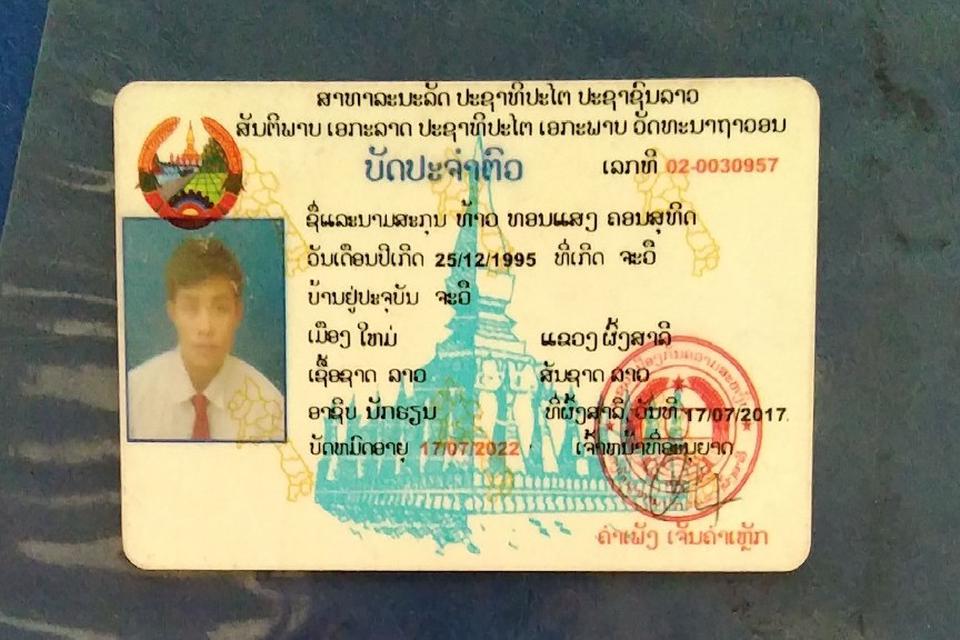 ສາທາລະນະລັດ ປະຊາທິປະໄຕ ປະຊາຊົນລາວ
ສັນຕິພາບ ເອກະລາດ ປະຊາທິປະໄຕ ເອກະພາບ ວັດທະນາຖາວອນ
ບັດປະຈຳຕົວ ເລກທີ 02-0030957
ຊື່ແລະນາມສະກຸນ ທ້າວ ທອນແສງ ຄອນສຸທິດ
ວັນເດືອນປີເກີດ 25/12/1995 ທີ່ເກີດ ຈະວີ
ບ້ານຢູ່ປະຈຸບັນ ຈະວີ
ເມືອງ ໃຫມ່ ແຂວງ ຜົ້ງສາລີ
ເຊື້ອຊາດ ລາວ ສັນຊາດ ລາວ
ອາຊີບ ນັກຮຽນ ທີ່ຜົ້ງສາລີ, ວັນທີ 17/07/2017
ບັດຫມົດອາຍຸ 17/07/2022 ເຈົ້າຫນ້າທີ່ອະນຸຍາດ
ຄຳເພັງ ເຈັນຄຳເຫຼັກ